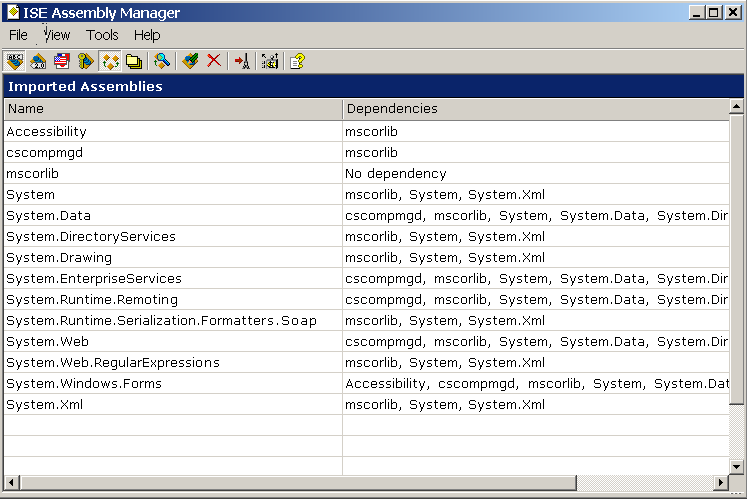 ISE Assembly Manager
File View Tools Help
ABC 2.0
Imported Assemblies
Name Dependencies
Accessibility mscorlib
cscompmgd mscorlib
mscorlib No dependency
System mscorlib, System, System.Xml
System.Data cscompmgd, mscorlib, System, System.Data, System.Dir
System.DirectoryServices mscorlib, System, System.Xml
System.Drawing mscorlib, System, System.Xml
System.EnterpriseServices cscompmgd, mscorlib, System, System.Data, System.Dir
System.Runtime.Remoting cscompmgd, mscorlib, System, System.Data, System.Dir
System.Runtime.Serialization.Formatters.Soap mscorlib, System, System.Xml
System.Web cscompmgd, mscorlib, System, System.Data, System.Dir
System.Web.RegularExpressions mscorlib, System, System.Xml
System.Windows.Forms Accessibility, cscompmgd, mscorlib, System, System.Dat
System.Xml mscorlib, System, System.Xml